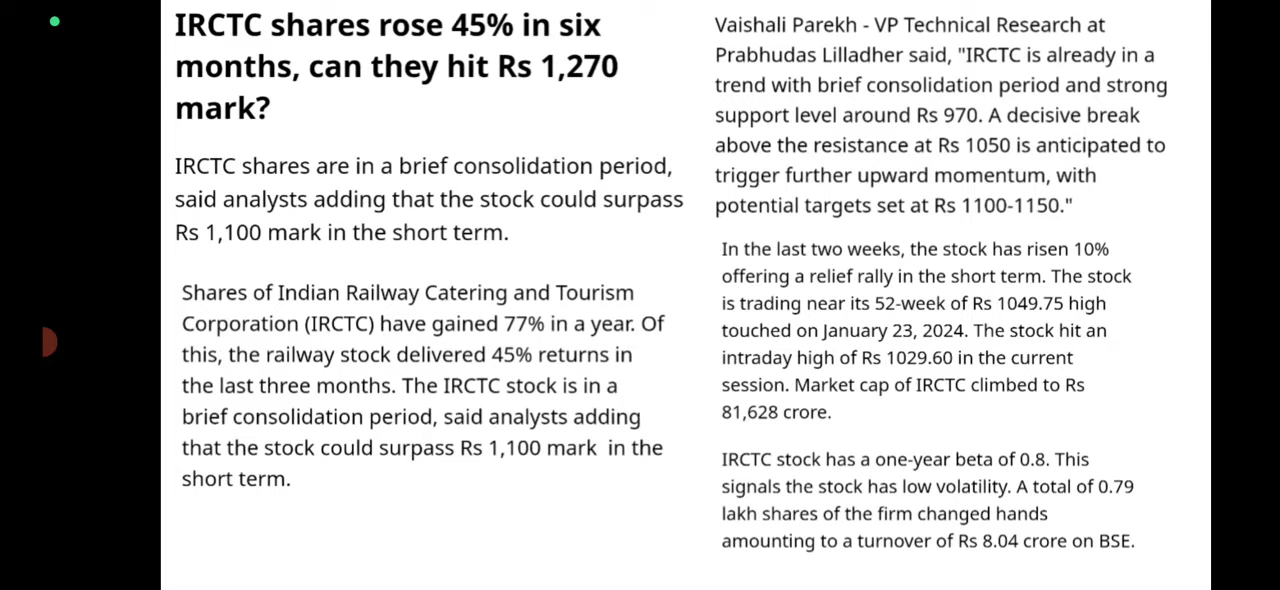 IRCTC shares rose 45% in six
months, can they hit Rs 1,270
mark?
IRCTC shares are in a brief consolidation period,
said analysts adding that the stock could surpass
Rs 1,100 mark in the short term.
Shares of Indian Railway Catering and Tourism
Corporation (IRCTC) have gained 77% in a year. Of
this, the railway stock delivered 45% returns in
the last three months. The IRCTC stock is in a
brief consolidation period, said analysts adding
that the stock could surpass Rs 1,100 mark in the
short term.
Vaishali Parekh - VP Technical Research at
Prabhudas Lilladher said, "IRCTC is already in a
trend with brief consolidation period and strong
support level around Rs 970. A decisive break
above the resistance at Rs 1050 is anticipated to
trigger further upward momentum, with
potential targets set at Rs 1100-1150."
In the last two weeks, the stock has risen 10%
offering a relief rally in the short term. The stock
is trading near its 52-week of Rs 1049.75 high
touched on January 23, 2024. The stock hit an
intraday high of Rs 1029.60 in the current
session. Market cap of IRCTC climbed to Rs
81,628 crore.
IRCTC stock has a one-year beta of 0.8. This
signals the stock has low volatility. A total of 0.79
lakh shares of the firm changed hands
amounting to a turnover of Rs 8.04 crore on BSE.